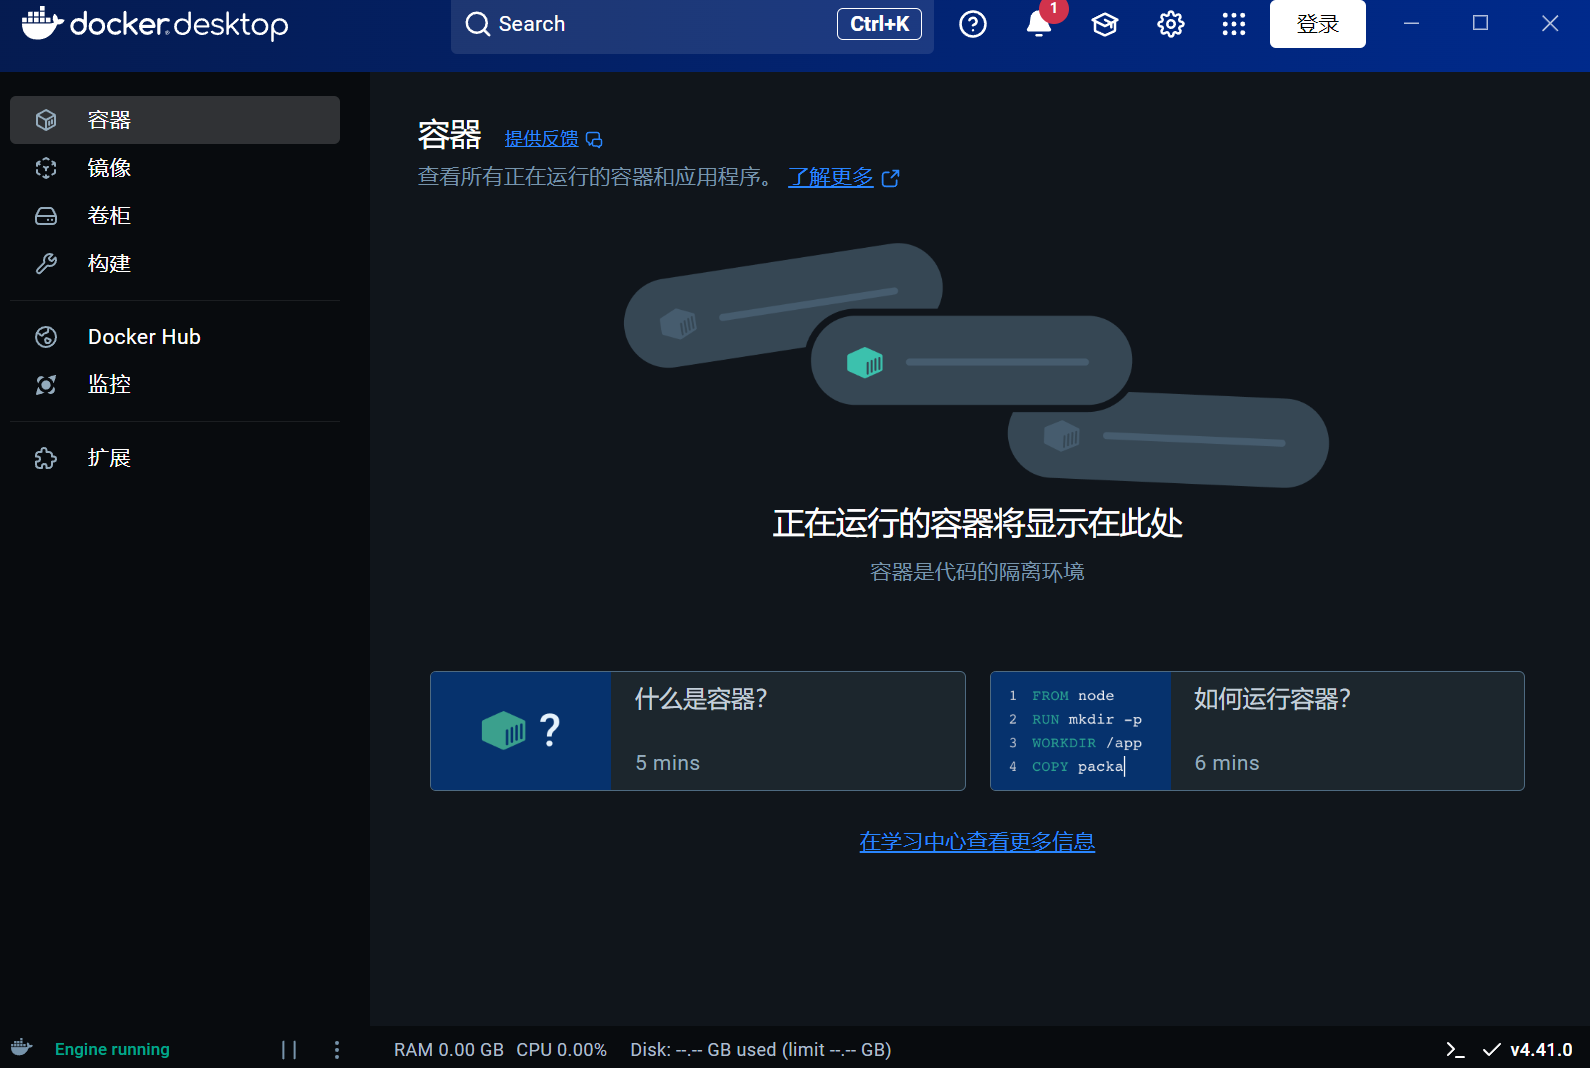 docker desktop
Search
Ctrl+K
1
登录
容器
镜像
卷柜
构建
Docker Hub
监控
扩展
容器 提供反馈
查看所有正在运行的容器和应用程序。 了解更多
正在运行的容器将显示在此处
容器是代码的隔离环境
?
什么是容器?
5 mins
1 FROM node
2 RUN mkdir -p
3 WORKDIR /app
4 COPY packa
如何运行容器?
6 mins
在学习中心查看更多信息
Engine running
RAM 0.00 GB CPU 0.00% Disk: --.-- GB used (limit --.-- GB)
v4.41.0